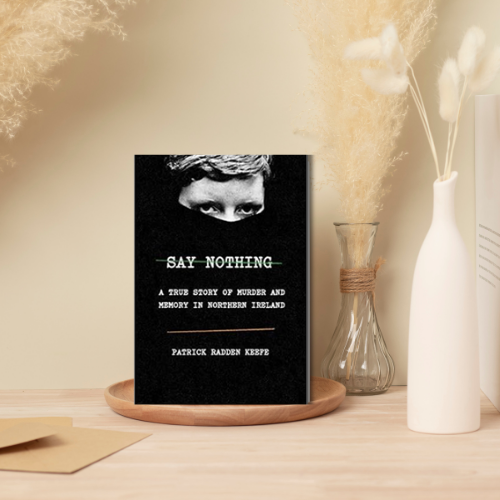 SAY NOTHING
A TRUE STORY OF MURDER AND
MEMORY IN NORTHERN IRELAND
PATRICK RADDEN KEEFE